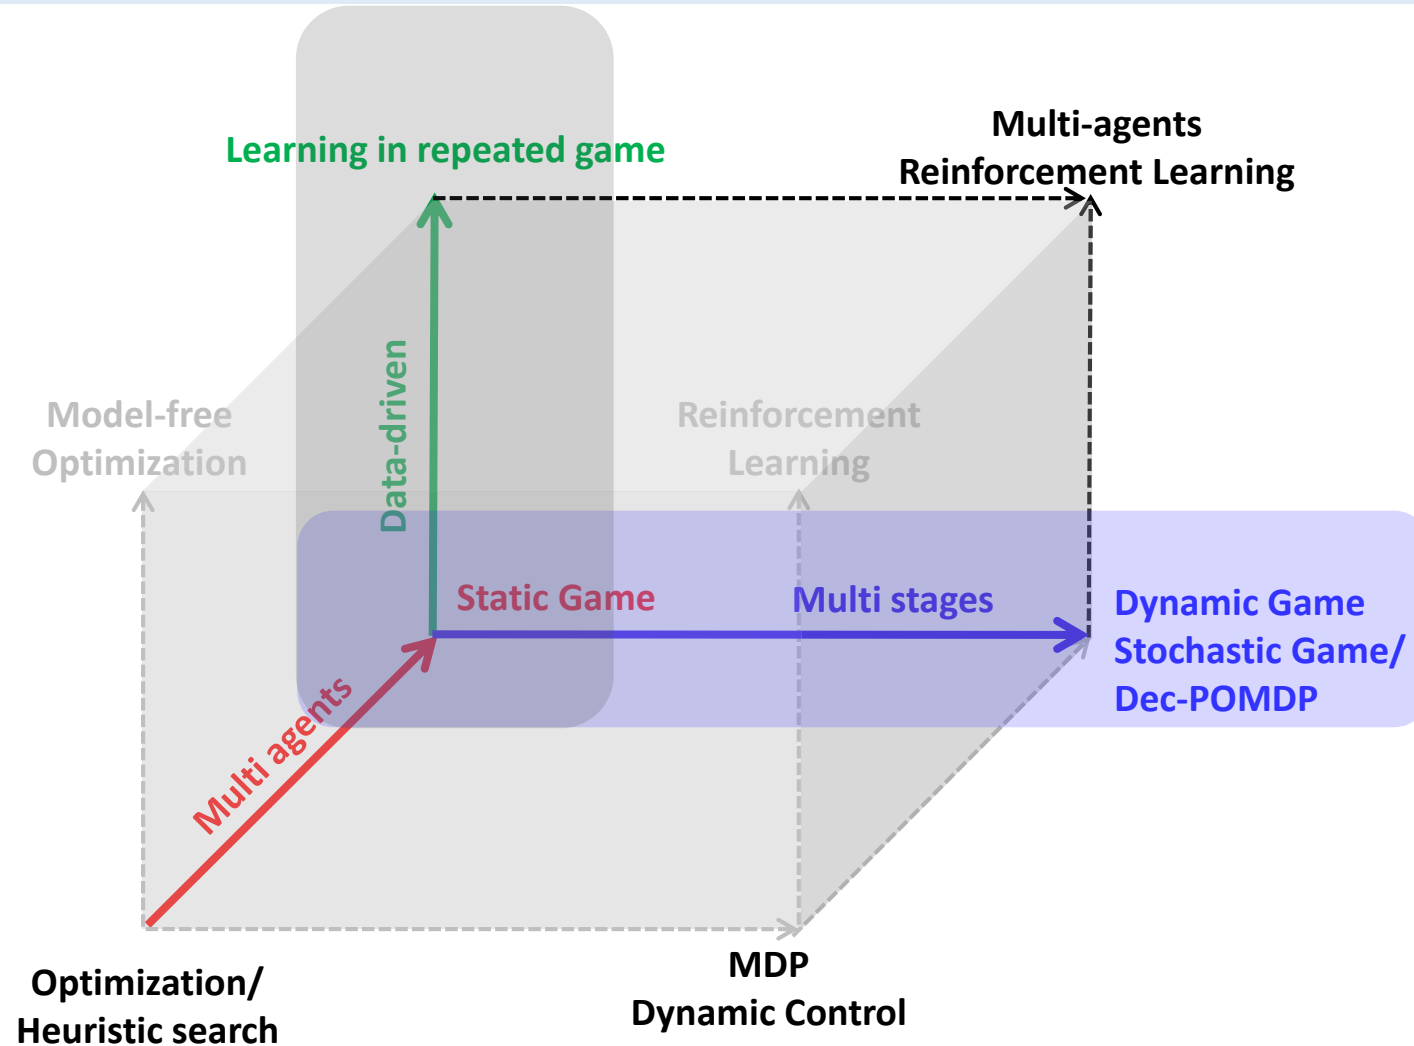 Learning in repeated game
Multi-agents
Reinforcement Learning
Data-driven
Model-free
Optimization
Reinforcement
Learning
Static Game
Multi stages
Dynamic Game
Stochastic Game/
Dec-POMDP
Multi agents
Optimization/
Heuristic search
MDP
Dynamic Control